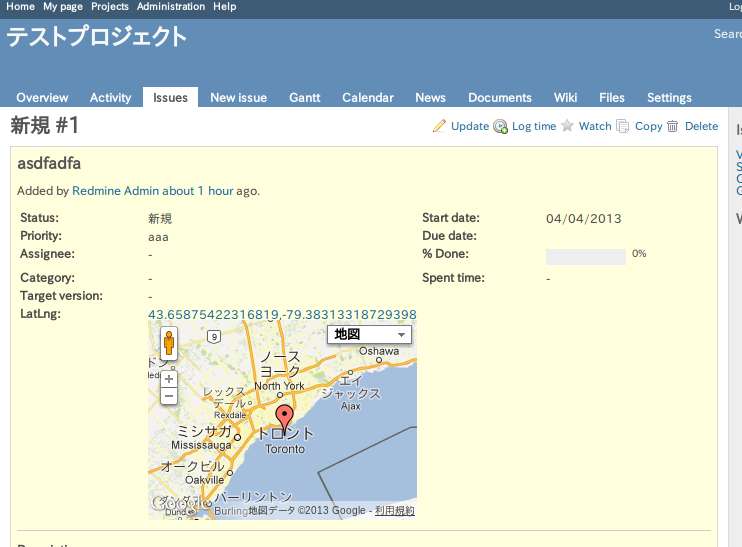 Home My page Projects Administration Help
テストプロジェクト
Overview Activity Issues New issue Gantt Calendar News Documents Wiki Files Settings
新規 #1
Update Log time Watch Copy Delete
asdfadfa
Added by Redmine Admin about 1 hour ago.
Status: 新規 Start date: 04/04/2013
Priority: aaa Due date:
Assignee: - % Done: 0%
Category: - Spent time: -
Target version: -
LatLng: 43.65875422316819,-79.38313318729398
9
地図
Oshawa
ノース
ヨーク
North York
エイ
ジャックス
Ajax
レックス
デール
Rexdale
ミシサガ
Mississauga
トロント
Toronto
オークビル
Oakville
バーリントン
Google
地図データ ©2013 Google - 利用規約